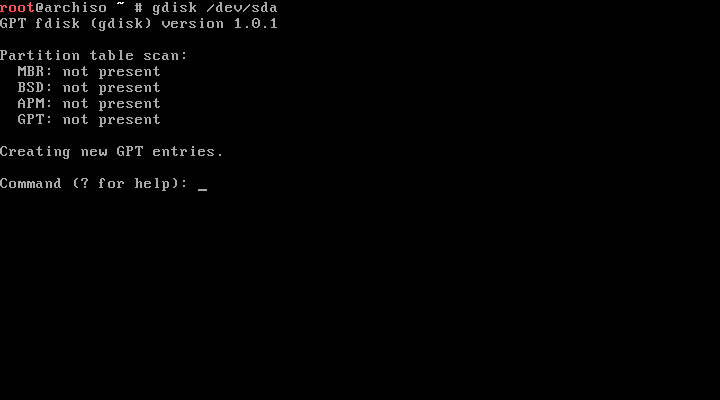 root@archiso ~ # gdisk /dev/sda
GPT fdisk (gdisk) version 1.0.1
Partition table scan:
MBR: not present
BSD: not present
APM: not present
GPT: not present
Creating new GPT entries.
Command (? for help): _